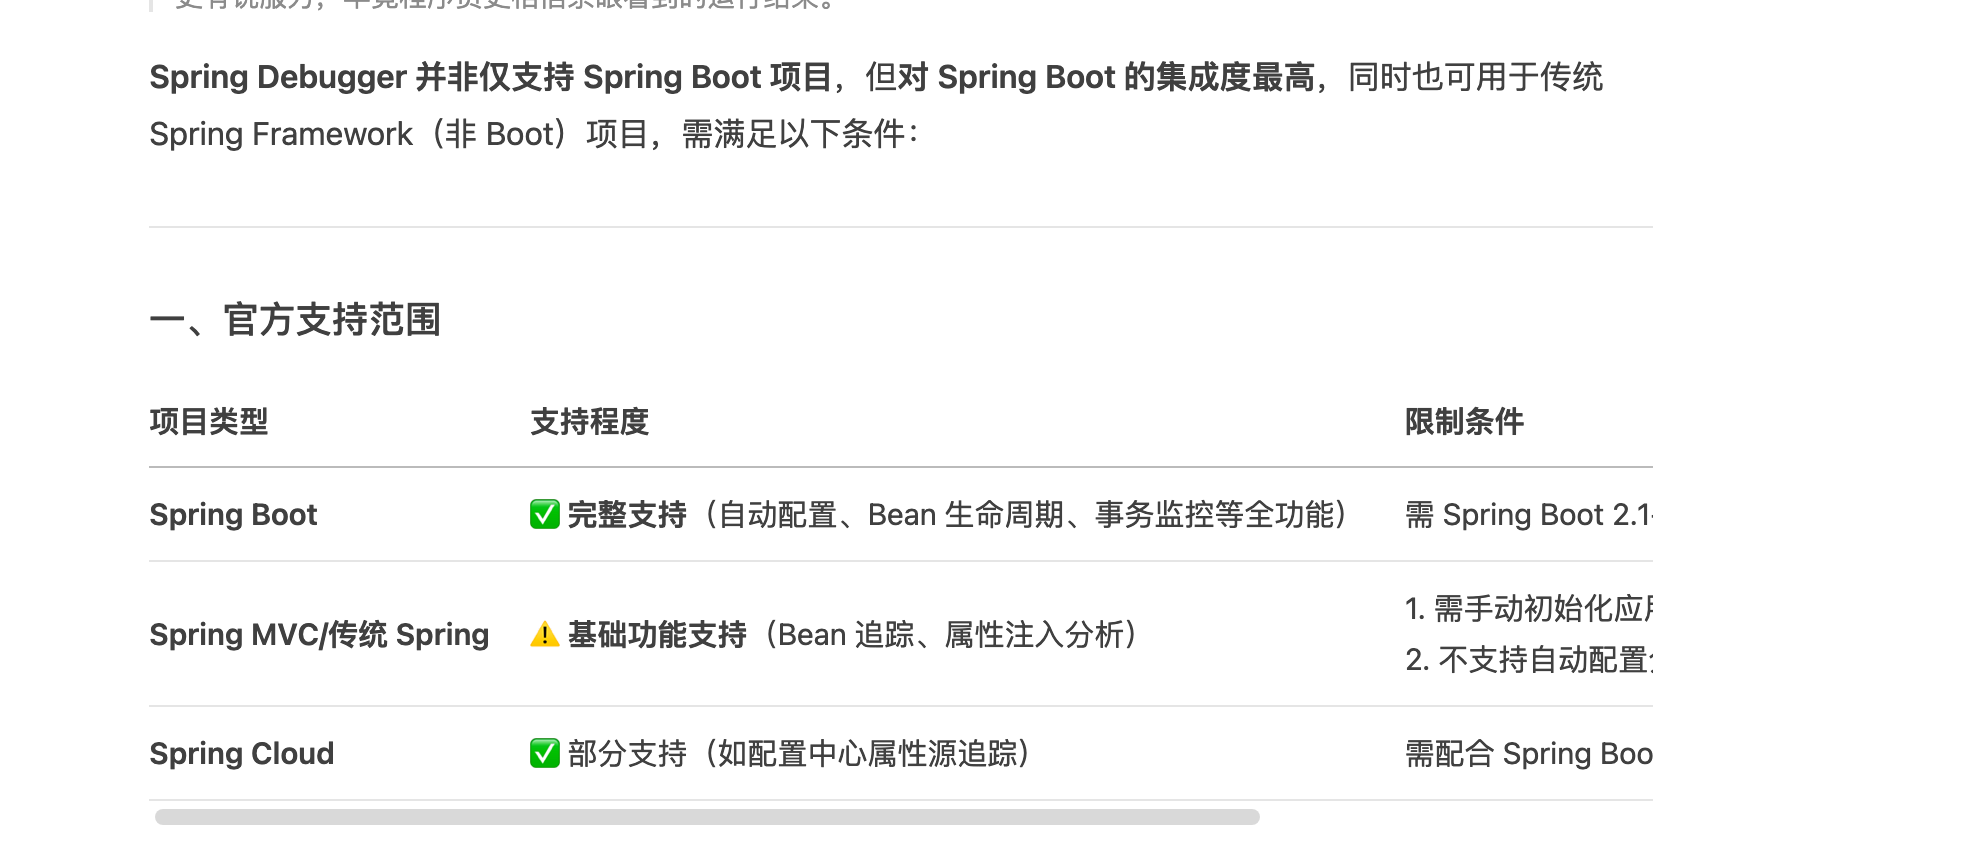 Spring Debugger 并非仅支持 Spring Boot 项目，但对 Spring Boot 的集成度最高，同时也可用于传统
Spring Framework（非 Boot）项目，需满足以下条件：
一、官方支持范围
项目类型 支持程度 限制条件
Spring Boot ✅ 完整支持（自动配置、Bean 生命周期、事务监控等全功能） 需 Spring Boot 2.1
Spring MVC/传统 Spring ⚠️ 基础功能支持（Bean 追踪、属性注入分析） 1. 需手动初始化应
2. 不支持自动配置
Spring Cloud ✅ 部分支持（如配置中心属性源追踪） 需配合 Spring Boo